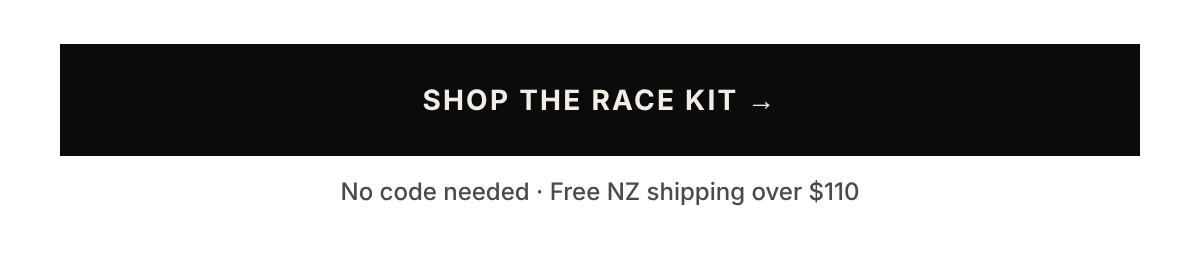 SHOP THE RACE KIT →
No code needed · Free NZ shipping over $110